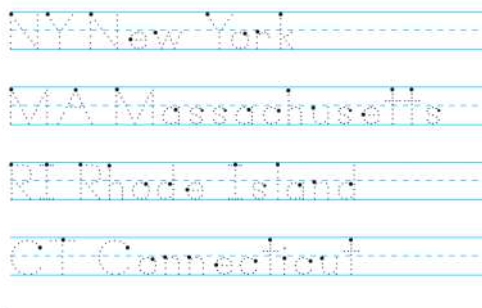 NY New York
MA Massachusetts
RI Rhode Island
CT Connecticut